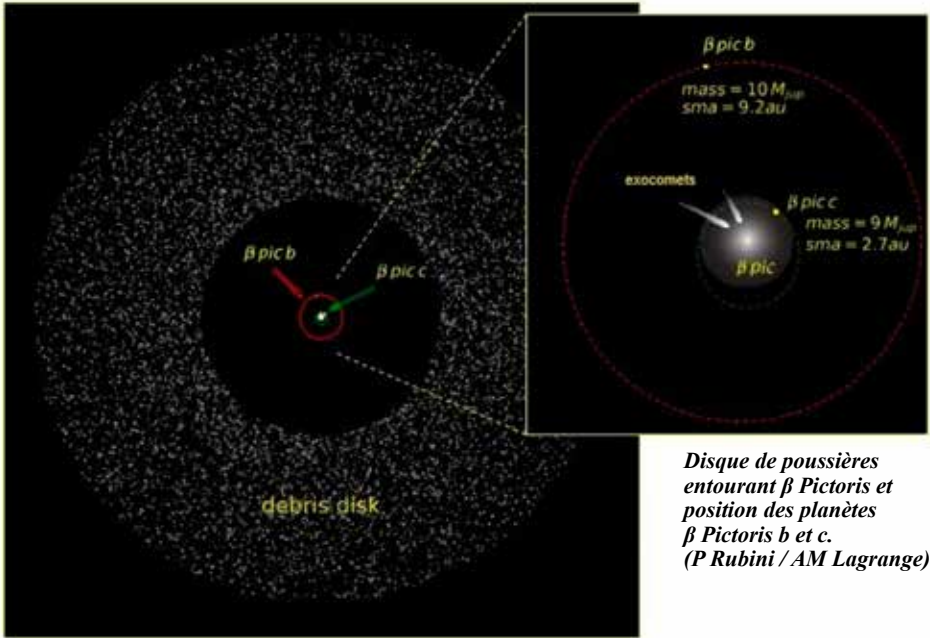 β pic b
β pic c
debris disk
β pic b
mass = 10 M_jup
sma = 9.2au
exocomets
β pic c
mass = 9 M_jup
sma = 2.7au
β pic
Disque de poussières
entourant β Pictoris et
position des planètes
β Pictoris b et c.
(P Rubini / AM Lagrange)